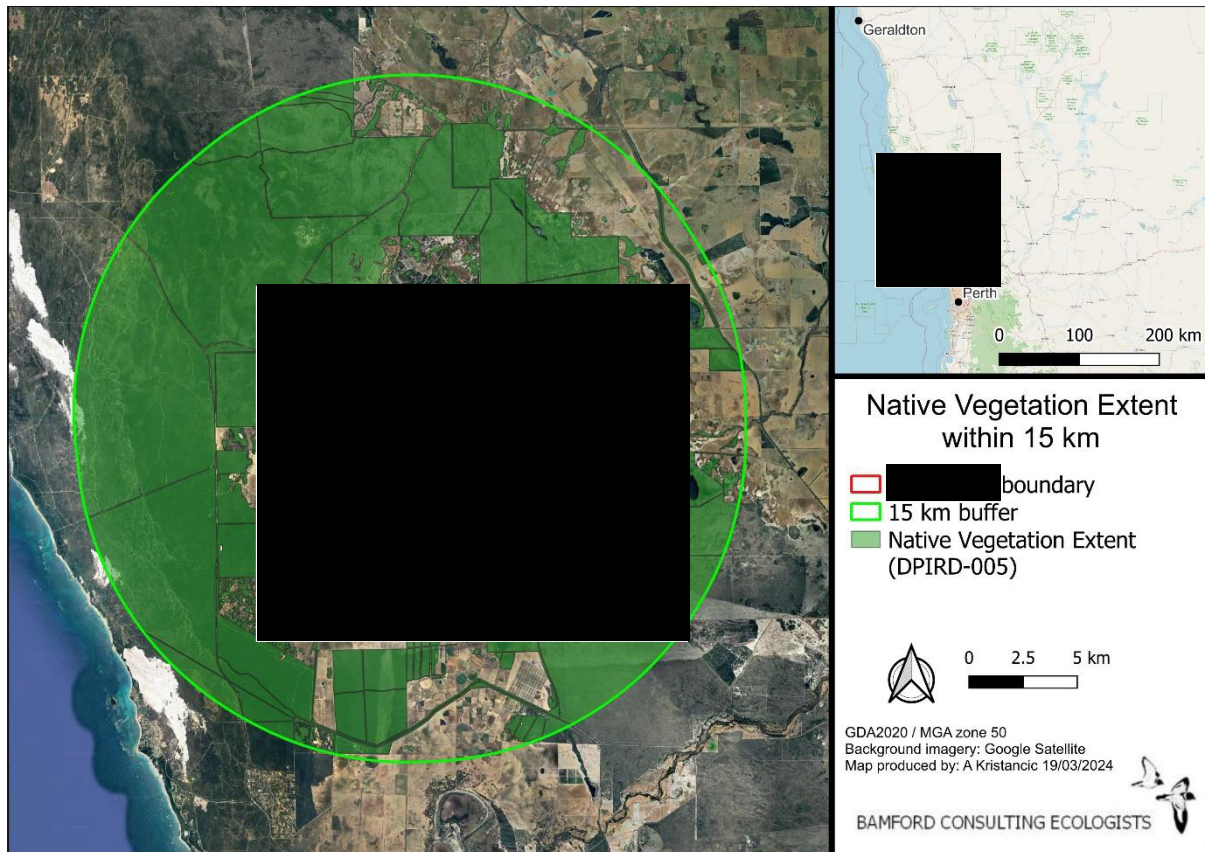 Geraldton
Perth
0 100 200 km
Native Vegetation Extent
within 15 km
boundary
15 km buffer
Native Vegetation Extent
(DPIRD-005)
0 2.5 5 km
GDA2020 / MGA zone 50
Background imagery: Google Satellite
Map produced by: A Kristancic 19/03/2024
BAMFORD CONSULTING ECOLOGISTS